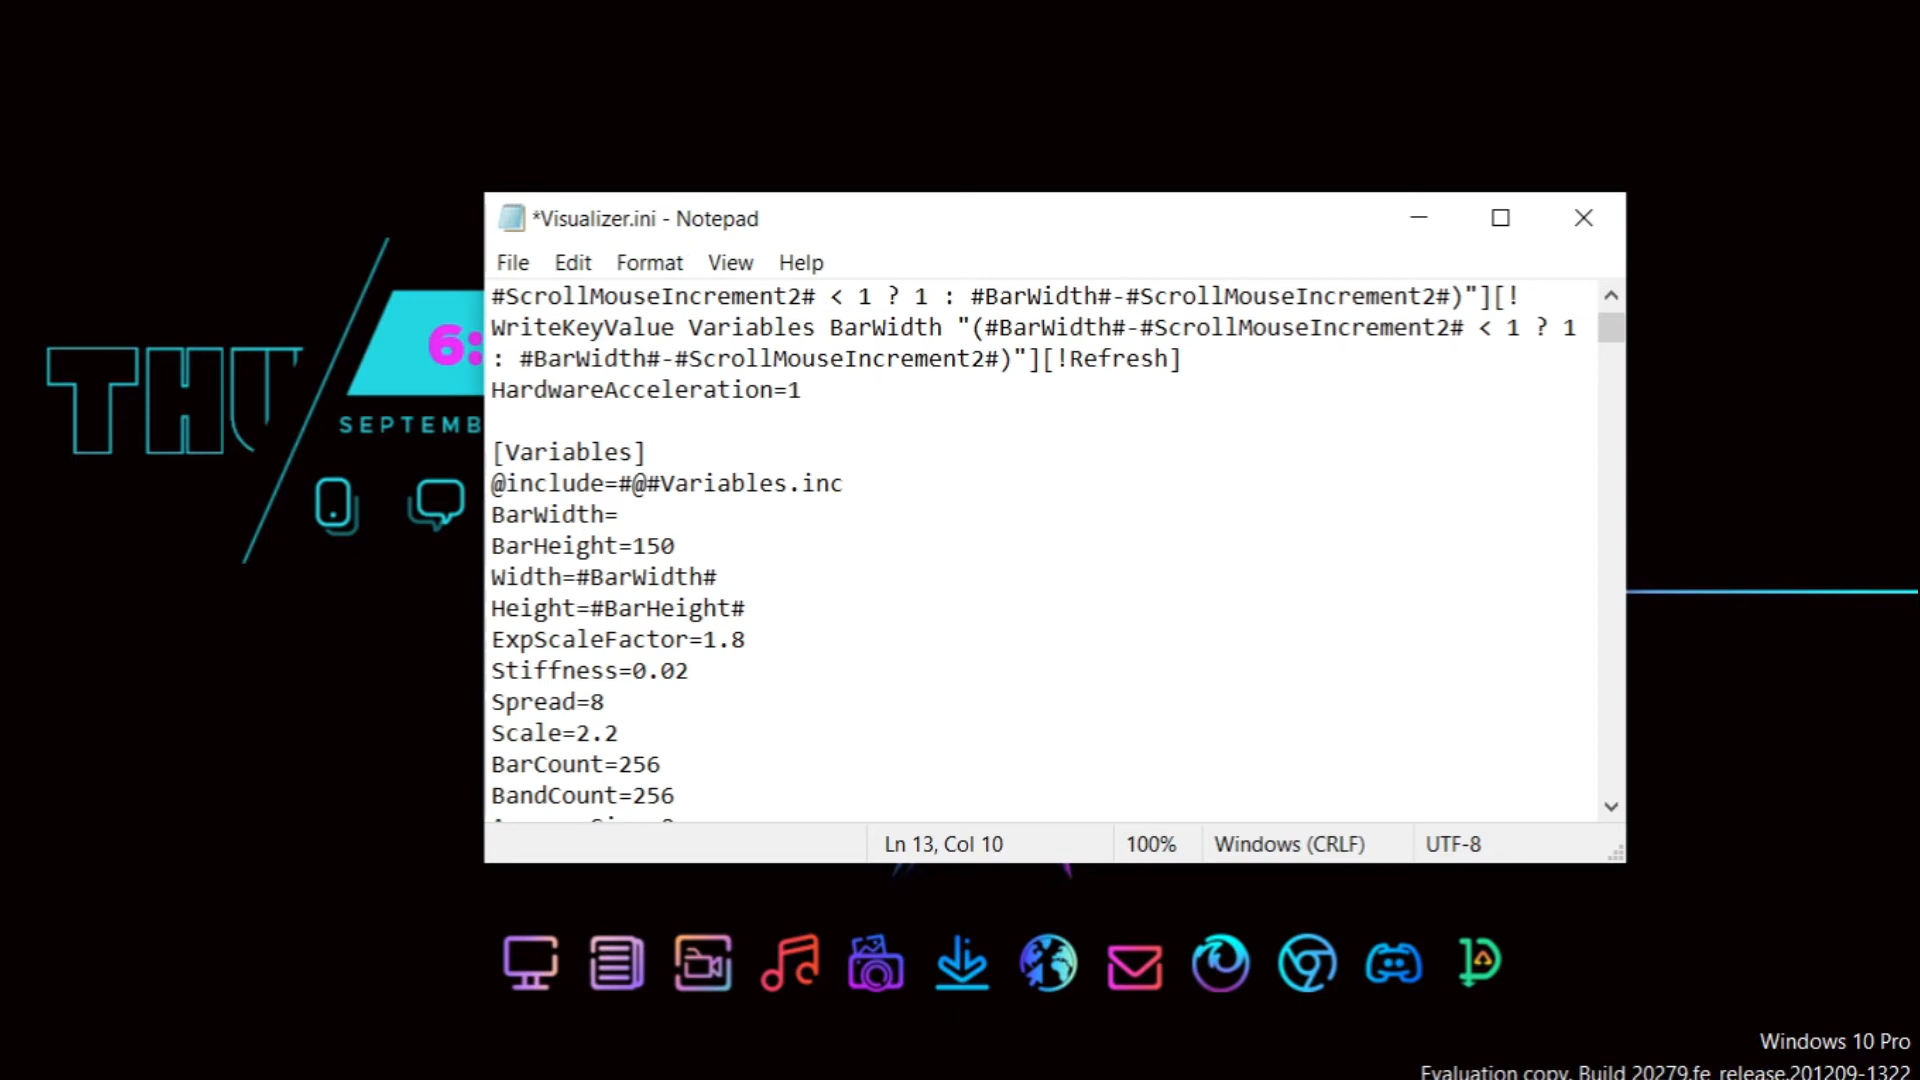 *Visualizer.ini - Notepad
File Edit Format View Help
#ScrollMouseIncrement2# < 1 ? 1 : #BarWidth#-#ScrollMouseIncrement2#)"][!
WriteKeyValue Variables BarWidth "(#BarWidth#-#ScrollMouseIncrement2# < 1 ? 1
: #BarWidth#-#ScrollMouseIncrement2#)"][!Refresh]
HardwareAcceleration=1
[Variables]
@include=#@#Variables.inc
BarWidth=
BarHeight=150
Width=#BarWidth#
Height=#BarHeight#
ExpScaleFactor=1.8
Stiffness=0.02
Spread=8
Scale=2.2
BarCount=256
BandCount=256
Ln 13, Col 10 100% Windows (CRLF) UTF-8
THU
6:
SEPTEMB
Windows 10 Pro
Evaluation copy. Build 20279.fe_release.201209-1322